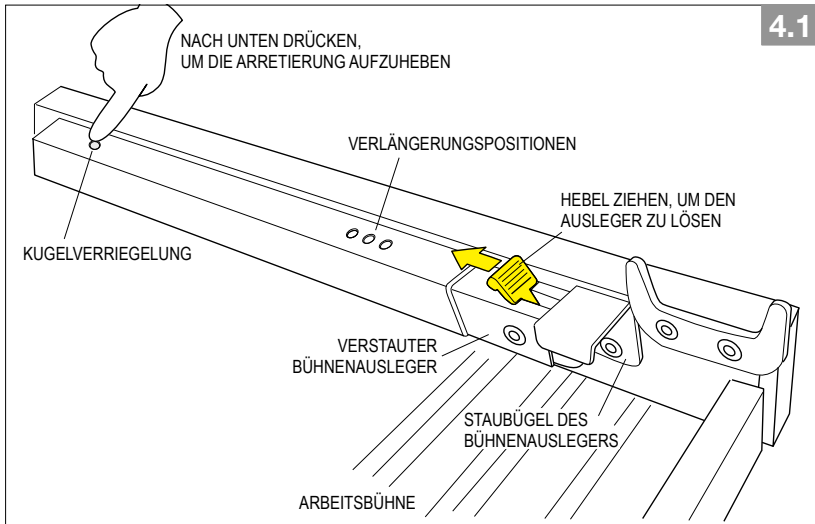 4.1
NACH UNTEN DRÜCKEN,
UM DIE ARRETIERUNG AUFZUHEBEN
VERLÄNGERUNGSPOSITIONEN
HEBEL ZIEHEN, UM DEN
AUSLEGER ZU LÖSEN
KUGELVERRIEGELUNG
VERSTAUTER
BÜHNENAUSLEGER
STAUBÜGEL DES
BÜHNENAUSLEGERS
ARBEITSBÜHNE